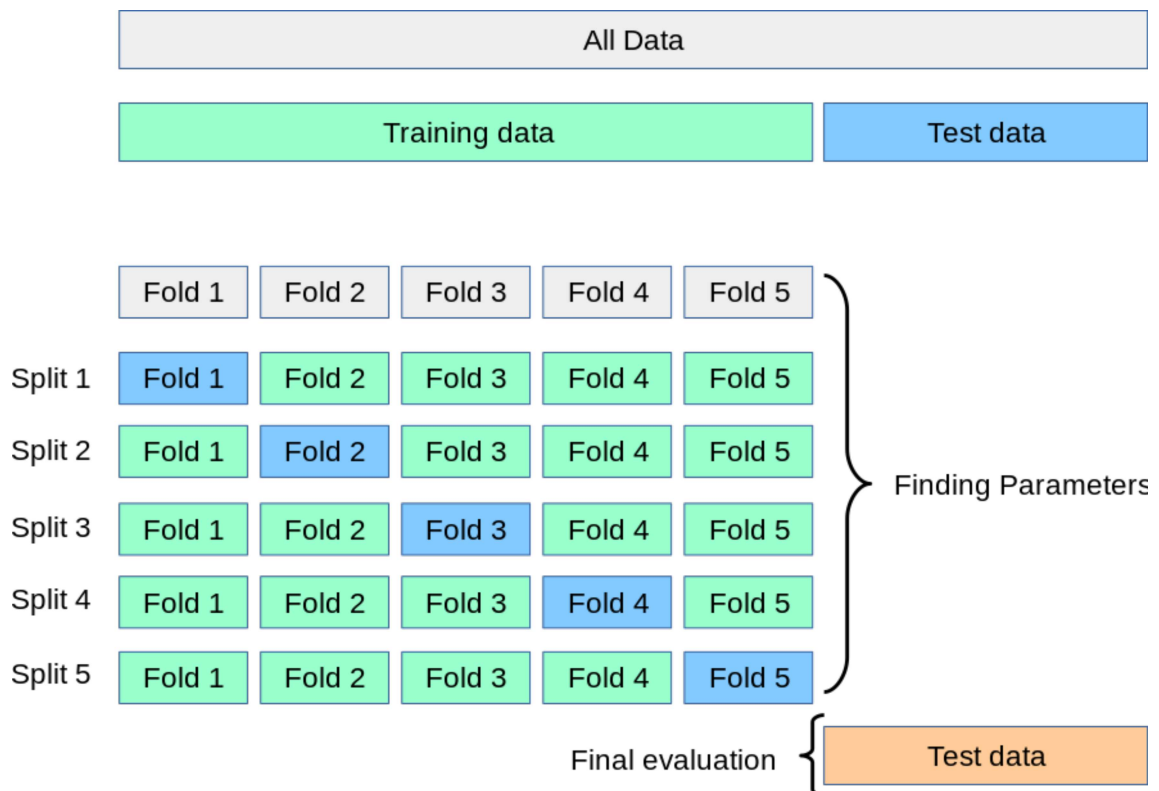 All Data
Training data Test data
Fold 1 Fold 2 Fold 3 Fold 4 Fold 5
Split 1 Fold 1 Fold 2 Fold 3 Fold 4 Fold 5
Split 2 Fold 1 Fold 2 Fold 3 Fold 4 Fold 5
Finding Parameters
Split 3 Fold 1 Fold 2 Fold 3 Fold 4 Fold 5
Split 4 Fold 1 Fold 2 Fold 3 Fold 4 Fold 5
Split 5 Fold 1 Fold 2 Fold 3 Fold 4 Fold 5
Final evaluation Test data